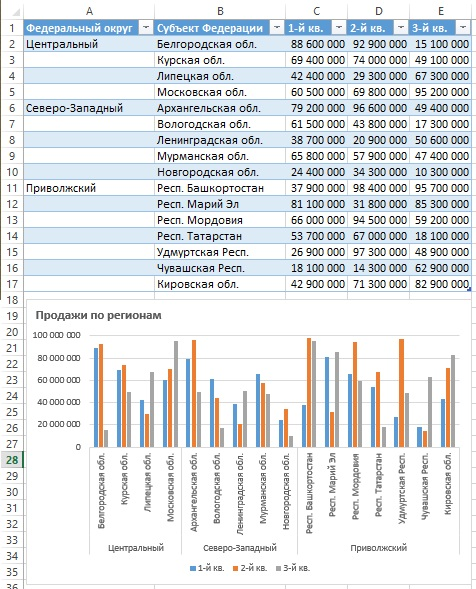 A B C D E
1 Федеральный округ Субъект Федерации 1-й кв. 2-й кв. 3-й кв.
2 Центральный Белгородская обл. 88 600 000 92 900 000 15 100 000
3 Курская обл. 69 400 000 74 000 000 49 100 000
4 Липецкая обл. 42 400 000 29 300 000 67 300 000
5 Московская обл. 60 500 000 69 800 000 95 200 000
6 Северо-Западный Архангельская обл. 79 200 000 96 600 000 49 400 000
7 Вологодская обл. 61 500 000 43 800 000 17 300 000
8 Ленинградская обл. 38 700 000 20 900 000 50 600 000
9 Мурманская обл. 65 800 000 57 900 000 47 400 000
10 Новгородская обл. 24 400 000 34 300 000 10 300 000
11 Приволжский Респ. Башкортостан 37 900 000 98 400 000 95 700 000
12 Респ. Марий Эл 81 100 000 31 800 000 85 300 000
13 Респ. Мордовия 66 000 000 94 500 000 59 200 000
14 Респ. Татарстан 53 700 000 67 000 000 18 100 000
15 Удмуртская Респ. 26 900 000 97 300 000 48 900 000
16 Чувашская Респ. 18 100 000 14 300 000 62 900 000
17 Кировская обл. 42 900 000 71 300 000 82 900 000
18
19
20
21
22
23
24
25
26
27
28
29
30
31
32
33
34
35
36
Продажи по регионам
100 000 000
80 000 000
60 000 000
40 000 000
20 000 000
0
Белгородская обл.
Курская обл.
Липецкая обл.
Московская обл.
Архангельская обл.
Вологодская обл.
Ленинградская обл.
Мурманская обл.
Новгородская обл.
Респ. Башкортостан
Респ. Марий Эл
Респ. Мордовия
Респ. Татарстан
Удмуртская Респ.
Чувашская Респ.
Кировская обл.
Центральный Северо-Западный Приволжский
1-й кв. 2-й кв. 3-й кв.